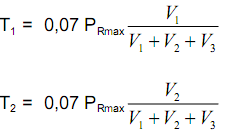 T₁ = 0,07 P_Rmax V₁ / (V₁ + V₂ + V₃)
T₂ = 0,07 P_Rmax V₂ / (V₁ + V₂ + V₃)